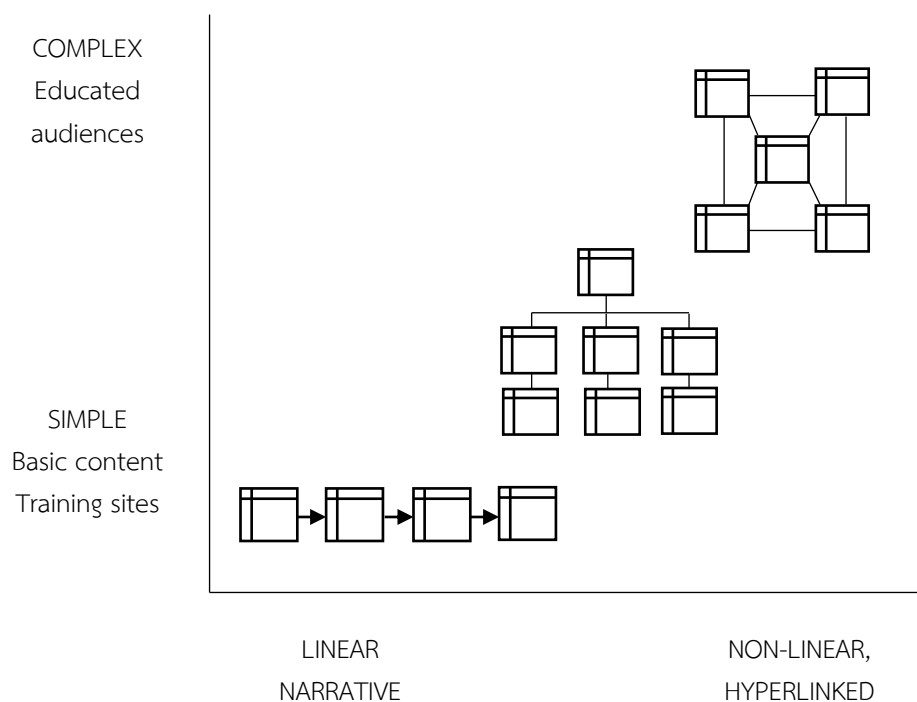 COMPLEX
Educated
audiences
SIMPLE
Basic content
Training sites
LINEAR
NARRATIVE
NON-LINEAR,
HYPERLINKED